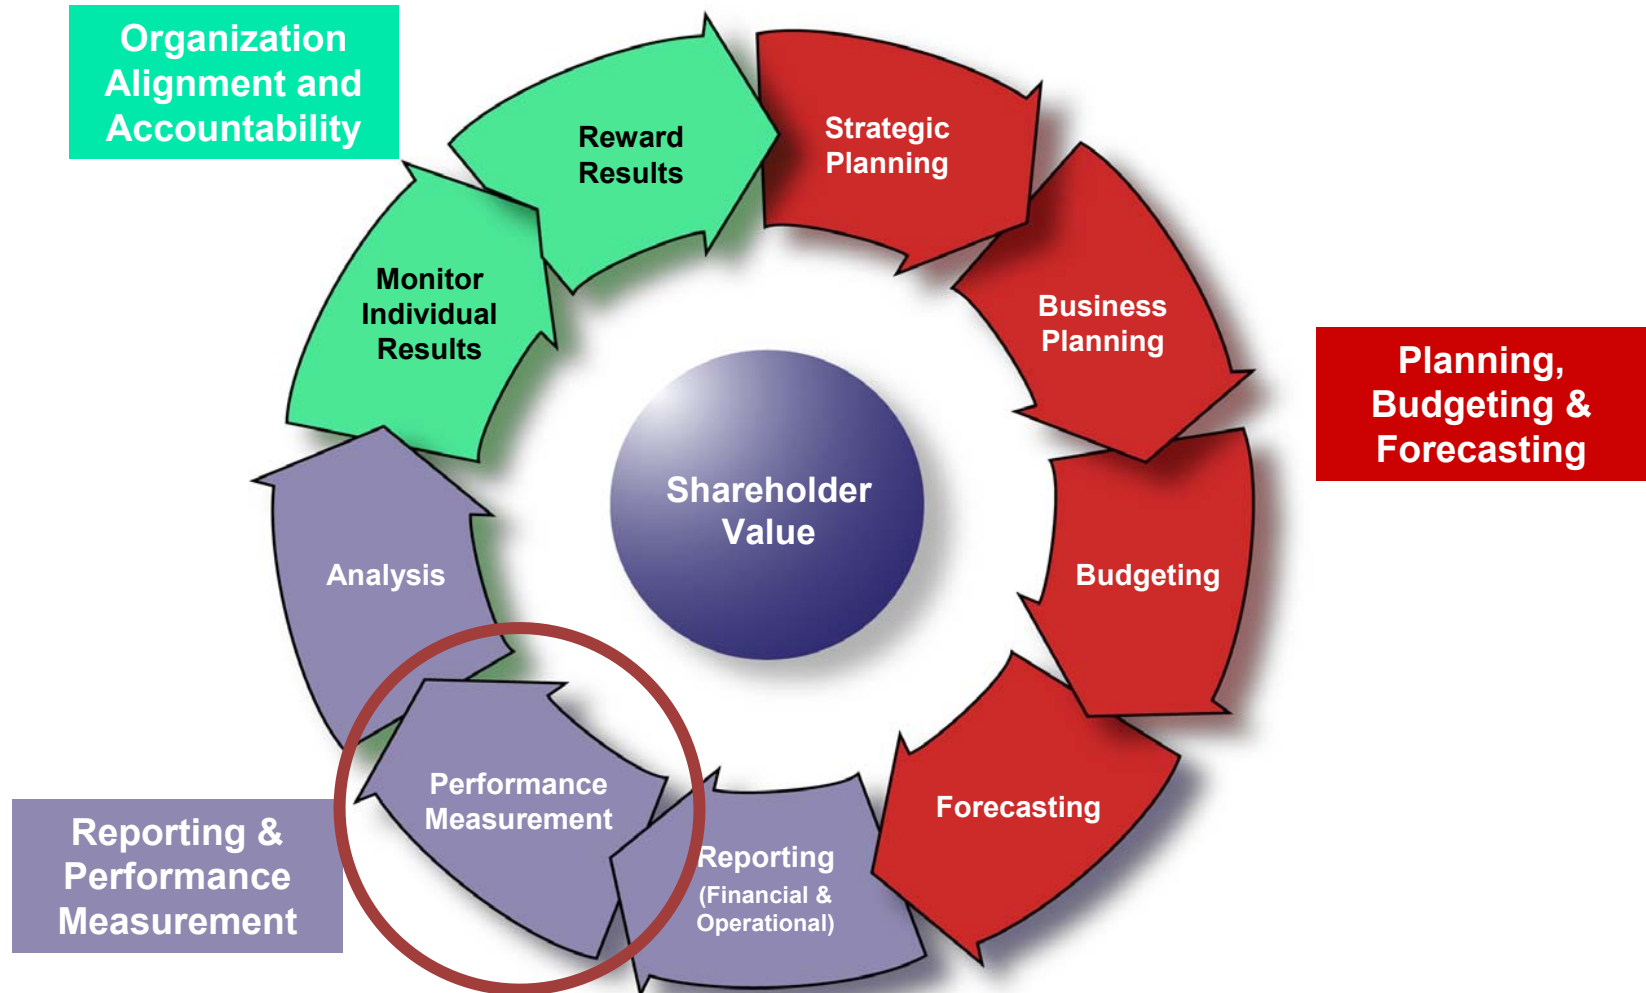 Organization
Alignment and
Accountability
Reward
Results
Strategic
Planning
Monitor
Individual
Results
Business
Planning
Planning,
Budgeting &
Forecasting
Shareholder
Value
Analysis
Budgeting
Performance
Measurement
Forecasting
Reporting &
Performance
Measurement
Reporting
(Financial &
Operational)